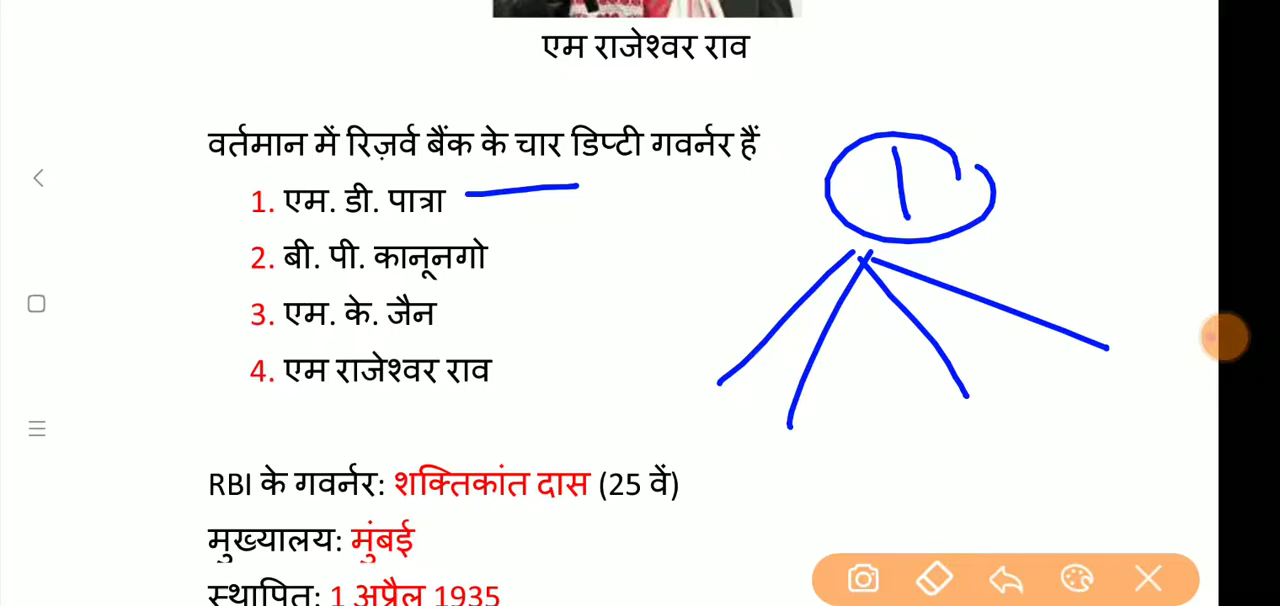 एम राजेश्वर राव
वर्तमान में रिज़र्व बैंक के चार डिप्टी गवर्नर हैं
1. एम. डी. पात्रा
1
2. बी. पी. कानूनगो
3. एम. के. जैन
4. एम राजेश्वर राव
RBI के गवर्नर: शक्तिकांत दास (25 वें)
मुख्यालय: मुंबई
स्थापित: 1 अप्रैल 1935